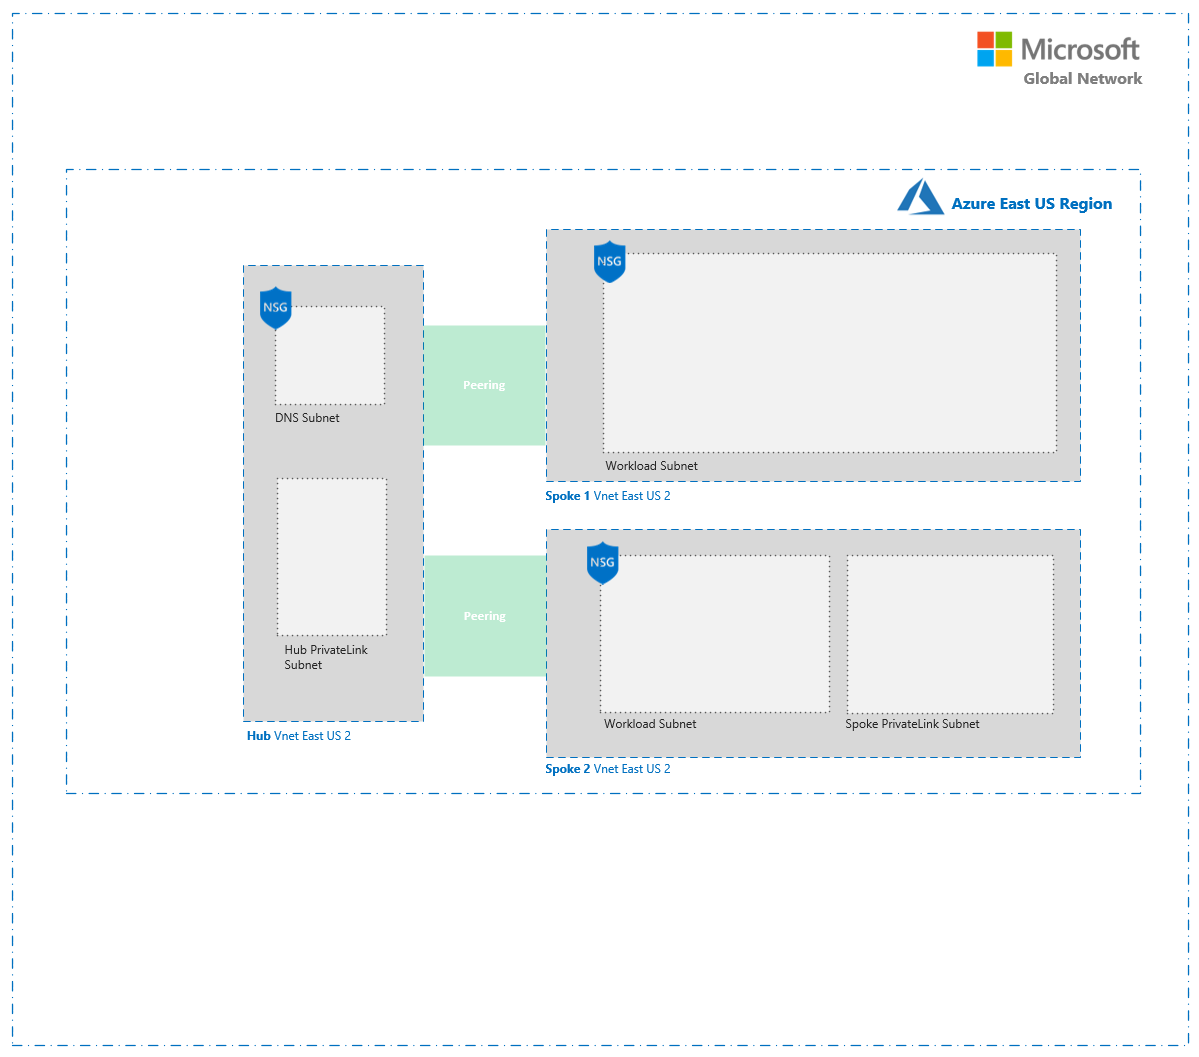 Microsoft
Global Network
Azure East US Region
NSG
NSG
DNS Subnet
Peering
Workload Subnet
Spoke 1 Vnet East US 2
NSG
Peering
Hub PrivateLink
Subnet
Workload Subnet
Spoke PrivateLink Subnet
Hub Vnet East US 2
Spoke 2 Vnet East US 2